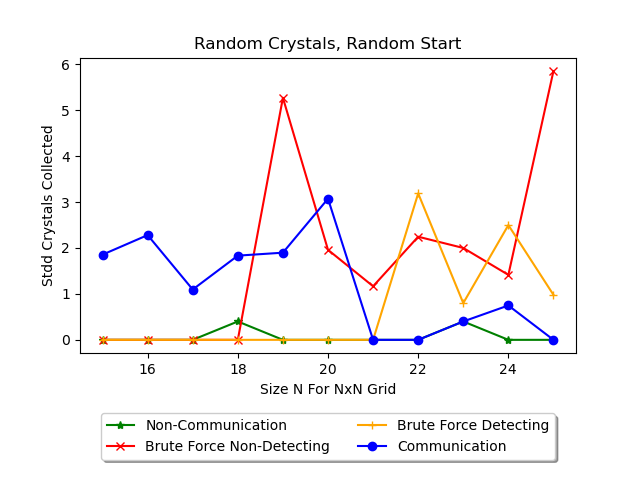 Random Crystals, Random Start
6
5
4
3
2
1
0
Stdd Crystals Collected
16 18 20 22 24
Size N For NxN Grid
Non-Communication
Brute Force Non-Detecting
Brute Force Detecting
Communication